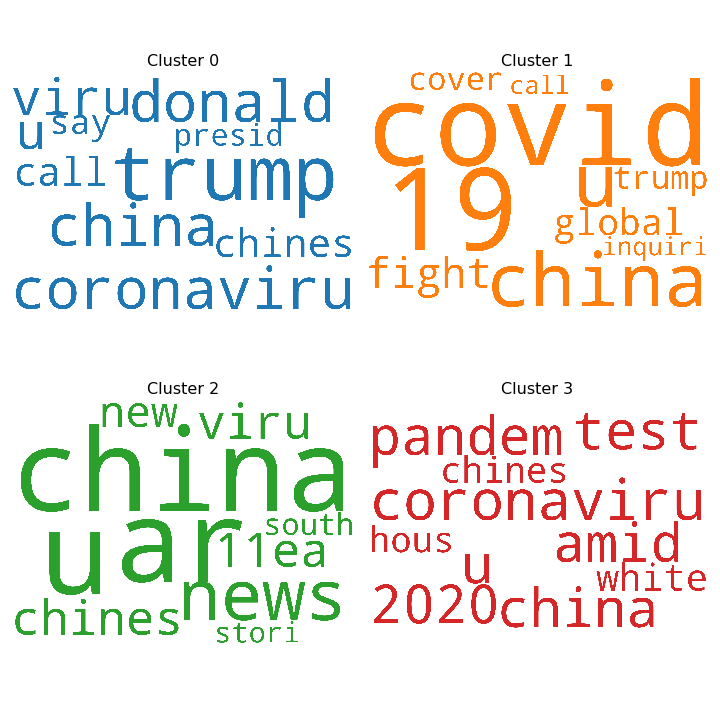 Cluster 0
viru donald
u say
presid
call trump
china
chines
coronaviru
Cluster 1
cover call
covid
19 u trump
global
inquiri
fight china
Cluster 2
new viru
china
u ar south
11ea
news
chines
stori
Cluster 3
pandem test
chines
coronaviru
hous amid
u white
2020 china